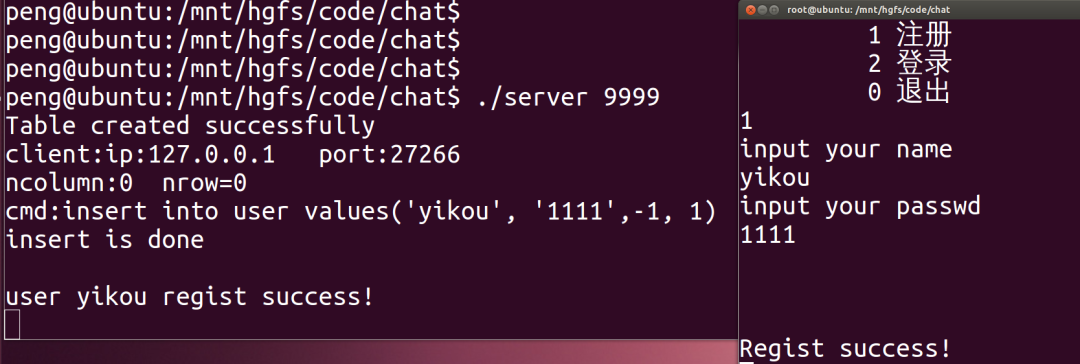 peng@ubuntu:/mnt/hgfs/code/chat$
peng@ubuntu:/mnt/hgfs/code/chat$
peng@ubuntu:/mnt/hgfs/code/chat$
peng@ubuntu:/mnt/hgfs/code/chat$ ./server 9999
Table created successfully
client:ip:127.0.0.1   port:27266
ncolumn:0  nrow=0
cmd:insert into user values('yikou', '1111',-1, 1)
insert is done
user yikou regist success!
root@ubuntu: /mnt/hgfs/code/chat
1 注册
2 登录
0 退出
1
input your name
yikou
input your passwd
1111
Regist success!